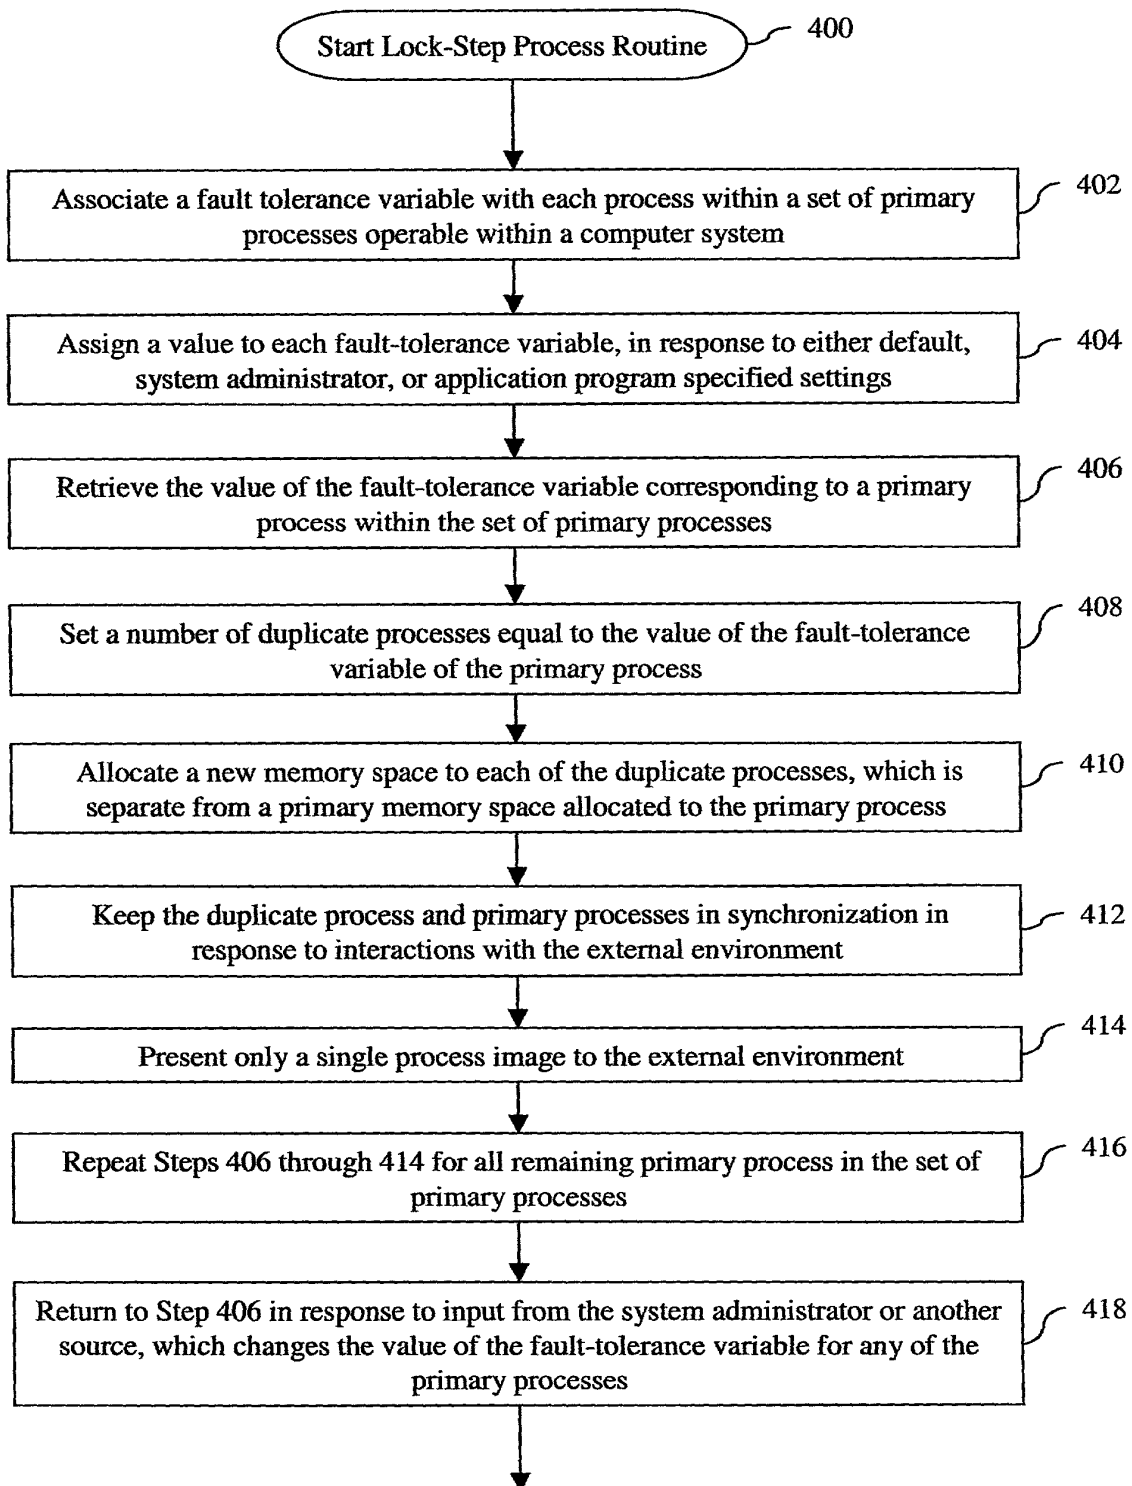 Start Lock-Step Process Routine
400
Associate a fault tolerance variable with each process within a set of primary
processes operable within a computer system
402
Assign a value to each fault-tolerance variable, in response to either default,
system administrator, or application program specified settings
404
Retrieve the value of the fault-tolerance variable corresponding to a primary
process within the set of primary processes
406
Set a number of duplicate processes equal to the value of the fault-tolerance
variable of the primary process
408
Allocate a new memory space to each of the duplicate processes, which is
separate from a primary memory space allocated to the primary process
410
Keep the duplicate process and primary processes in synchronization in
response to interactions with the external environment
412
Present only a single process image to the external environment
414
Repeat Steps 406 through 414 for all remaining primary process in the set of
primary processes
416
Return to Step 406 in response to input from the system administrator or another
source, which changes the value of the fault-tolerance variable for any of the
primary processes
418